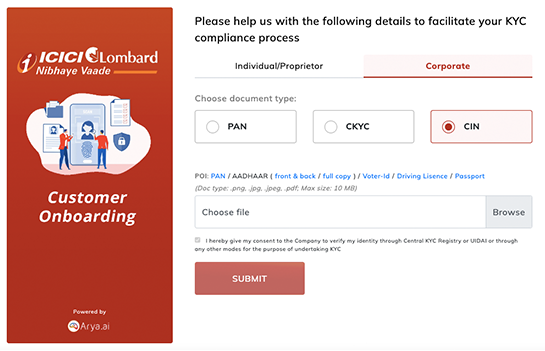 ICICI Lombard
Nibhaye Vaade
Customer
Onboarding
Powered by
Arya.ai
Please help us with the following details to facilitate your KYC
compliance process
Individual/Proprietor
Corporate
Choose document type:
PAN
CKYC
CIN
POI: PAN / AADHAAR ( front & back / full copy ) / Voter-Id / Driving Lisence / Passport
(Doc type: .png, .jpg, .jpeg, .pdf; Max size: 10 MB)
Choose file
Browse
I hereby give my consent to the Company to verify my identity through Central KYC Registry or UIDAI or through
any other modes for the purpose of undertaking KYC
SUBMIT